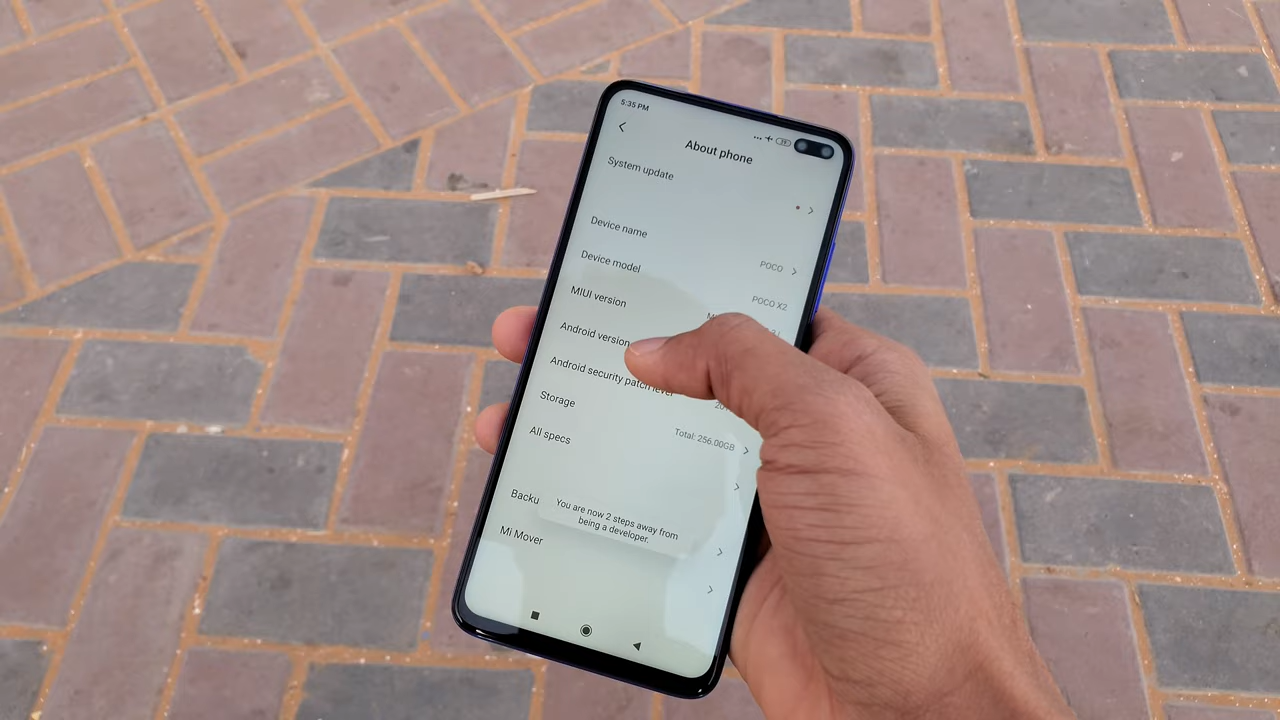 5:35 PM
About phone
System update
Device name
POCO
Device model
POCO X2
MIUI version
Android version
Android security patch level
Storage
Total: 256.00GB
All specs
Backu
You are now 2 steps away from
being a developer.
Mi Mover